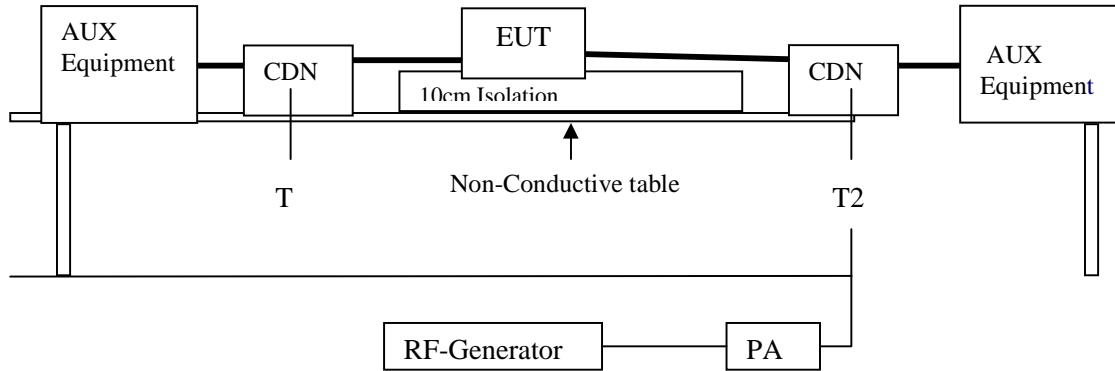 AUX
Equipment
CDN
EUT
10cm Isolation
CDN
AUX
Equipment
T
Non-Conductive table
T2
RF-Generator
PA